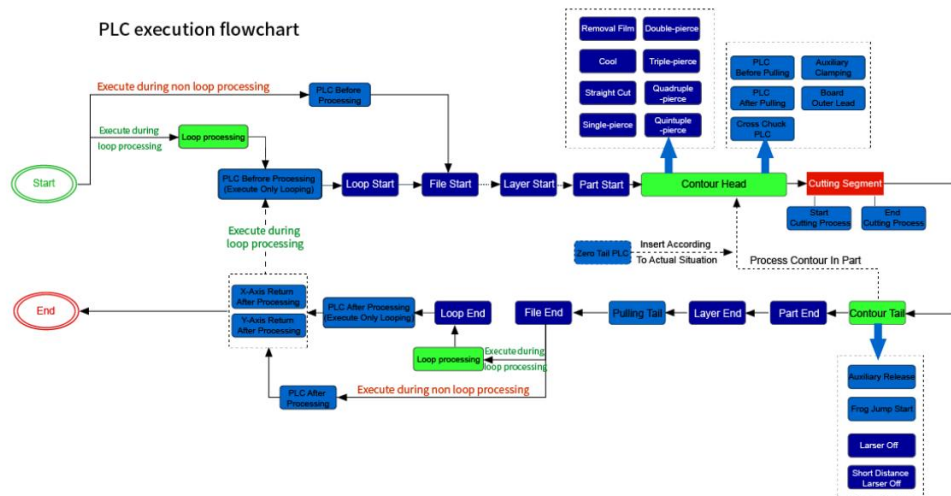 PLC execution flowchart
Removal Film
Double-pierce
Cool
Triple-pierce
Straight Cut
Quadruple
-pierce
Single-pierce
Quintuple
-pierce
PLC
Before Pulling
Auxiliary
Clamping
PLC
After Pulling
Board
Outer Lead
Cross Chuck
PLC
Execute during non loop processing
PLC Before
Processing
Execute during
loop processing
Loop processing
Start
PLC Befrore Processing
(Execute Only Looping)
Loop Start
File Start
Layer Start
Part Start
Contour Head
Cutting Segment
Start
Cutting Process
End
Cutting Process
Execute during
loop processing
Zero Tail PLC
Insert According
To Actual Situation
Process Contour In Part
End
X-Axis Return
After Processing
Y-Axis Return
After Processing
PLC After Processing
(Execute Only Looping)
Loop End
File End
Pulling Tail
Layer End
Part End
Contour Tail
Loop processing
Execute during
loop processing
PLC After
Processing
Execute during non loop processing
Auxiliary Release
Frog Jump Start
Larser Off
Short Distance
Larser Off